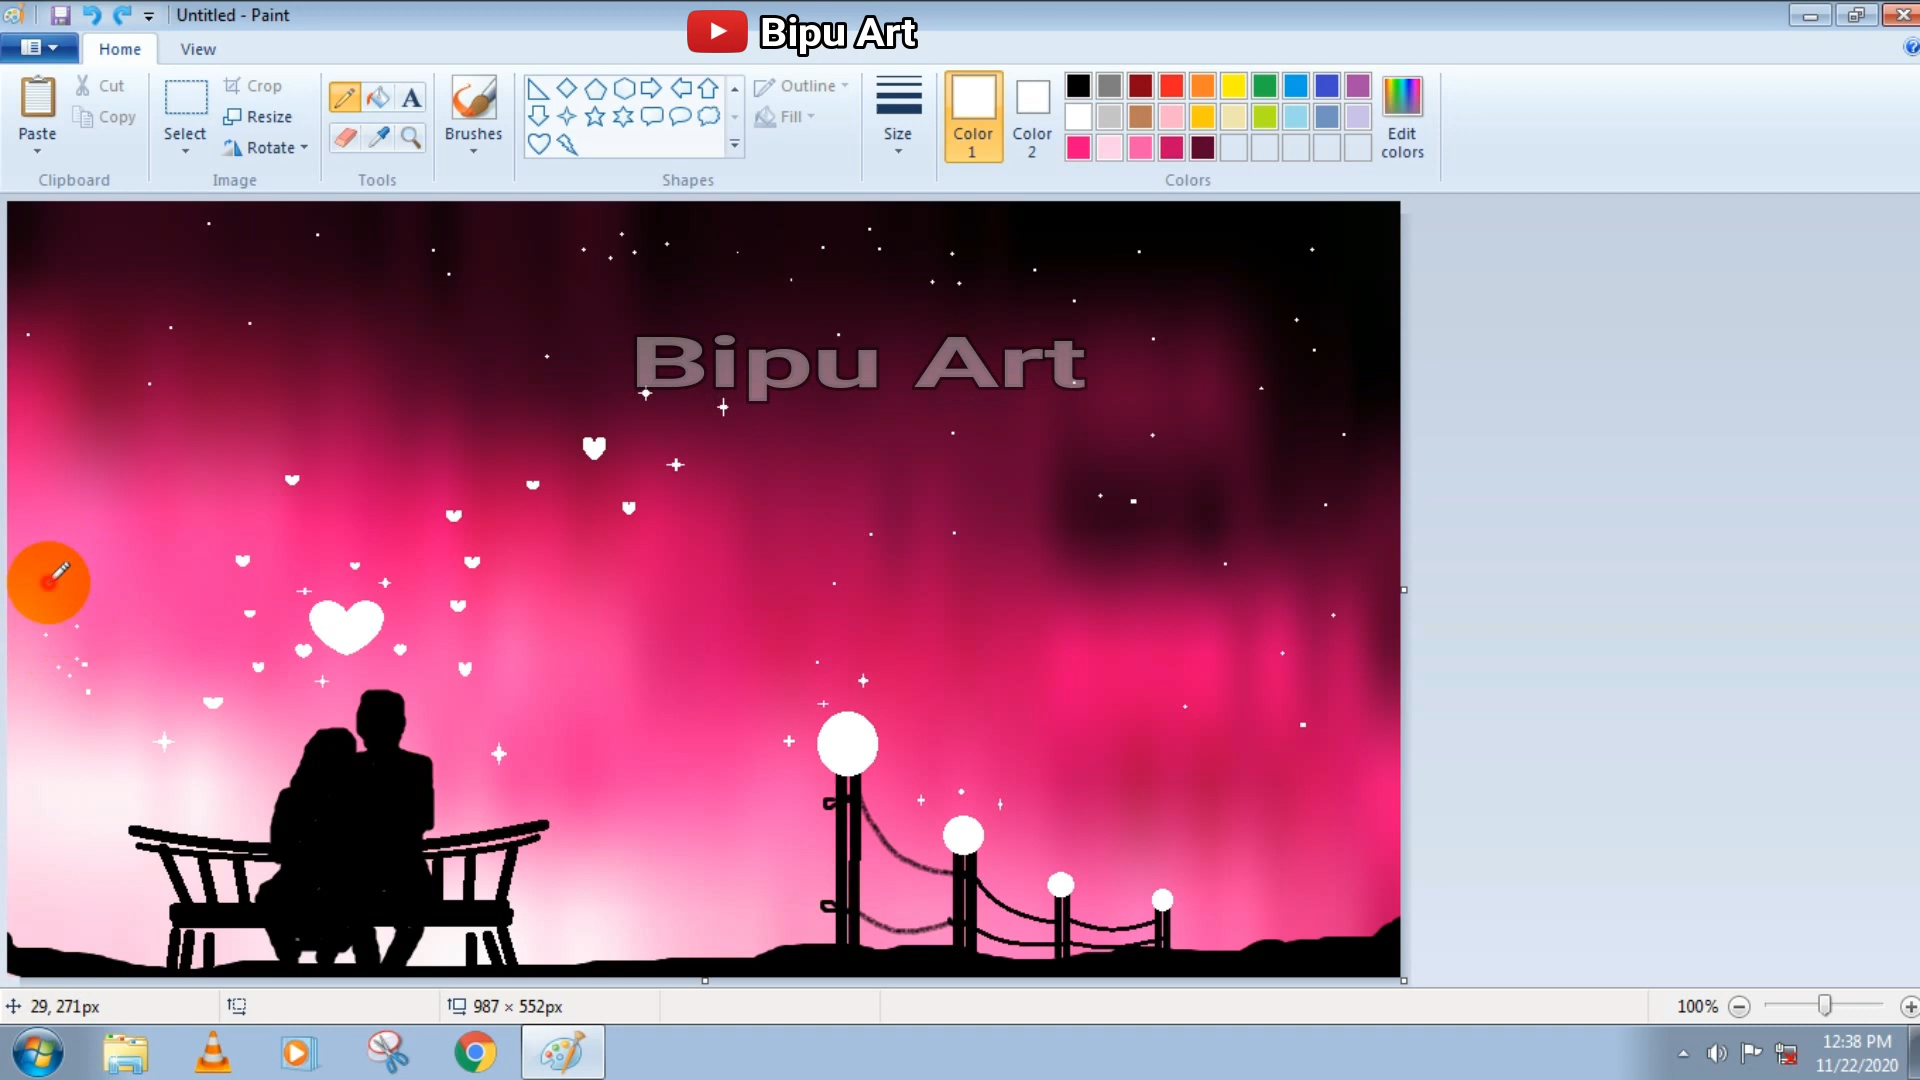 Untitled - Paint
Bipu Art
Home View
Cut
Copy
Paste
Clipboard
Crop
Resize
Rotate
Select
Image
A
Tools
Brushes
Outline
Fill
Shapes
Size
Color 1
Color 2
Edit colors
Colors
Bipu Art
29, 271px
987 × 552px
100%
12:38 PM
11/22/2020